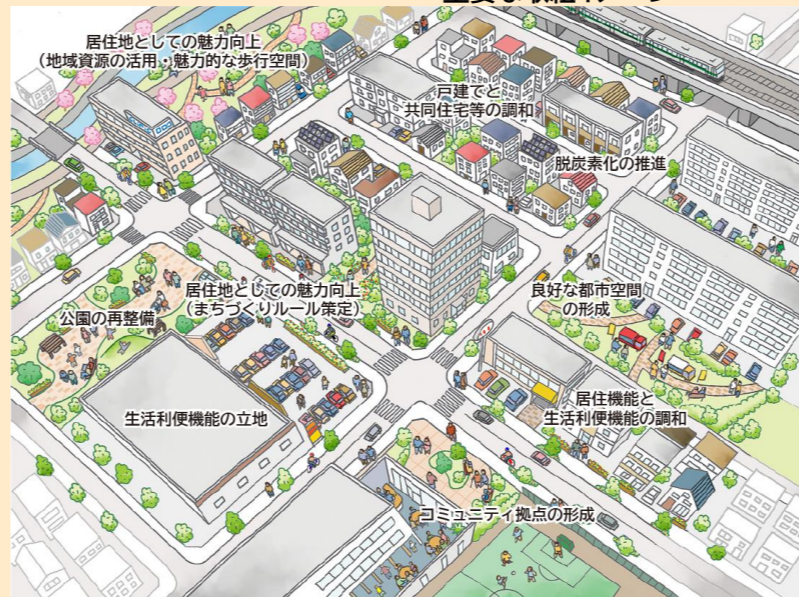 居住地としての魅力向上
（地域資源の活用・魅力的な歩行空間）
戸建てと
共同住宅等の調和
脱炭素化の推進
居住地としての魅力向上
（まちづくりルール策定）
良好な都市空間
の形成
公園の再整備
生活利便機能の立地
居住機能と
生活利便機能の調和
コミュニティ拠点の形成